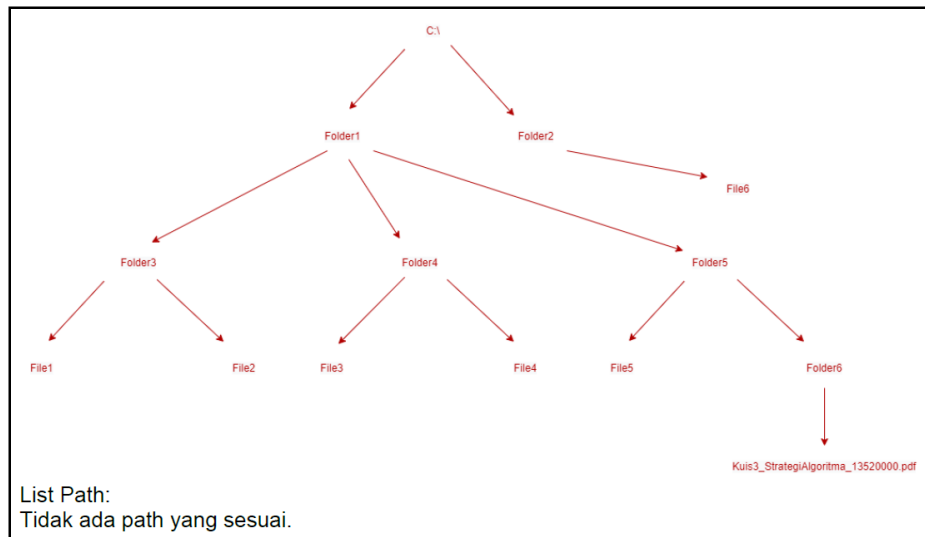 C:\
Folder1
Folder2
File6
Folder3
Folder4
Folder5
File1
File2
File3
File4
File5
Folder6
Kuis3_StrategiAlgoritma_13520000.pdf
List Path:
Tidak ada path yang sesuai.